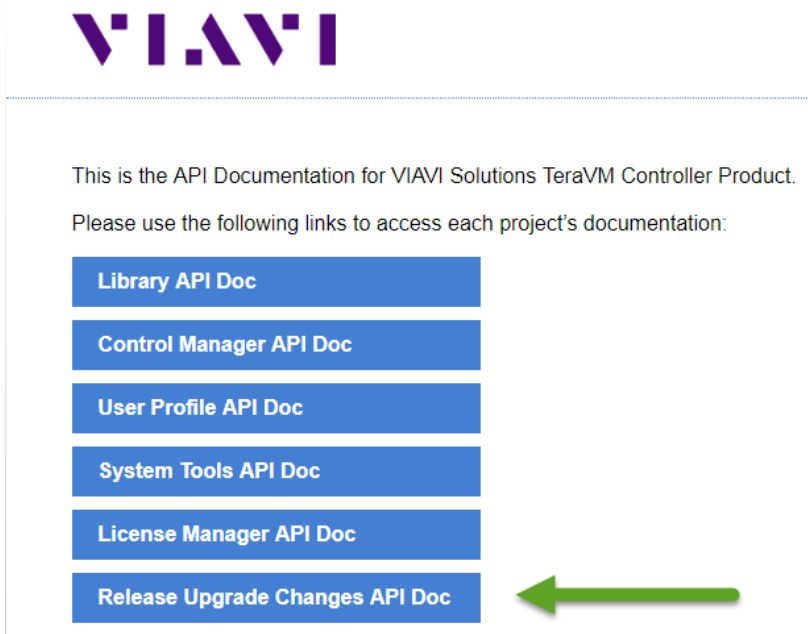 VIAVI
This is the API Documentation for VIAVI Solutions TeraVM Controller Product.
Please use the following links to access each project's documentation:
Library API Doc
Control Manager API Doc
User Profile API Doc
System Tools API Doc
License Manager API Doc
Release Upgrade Changes API Doc